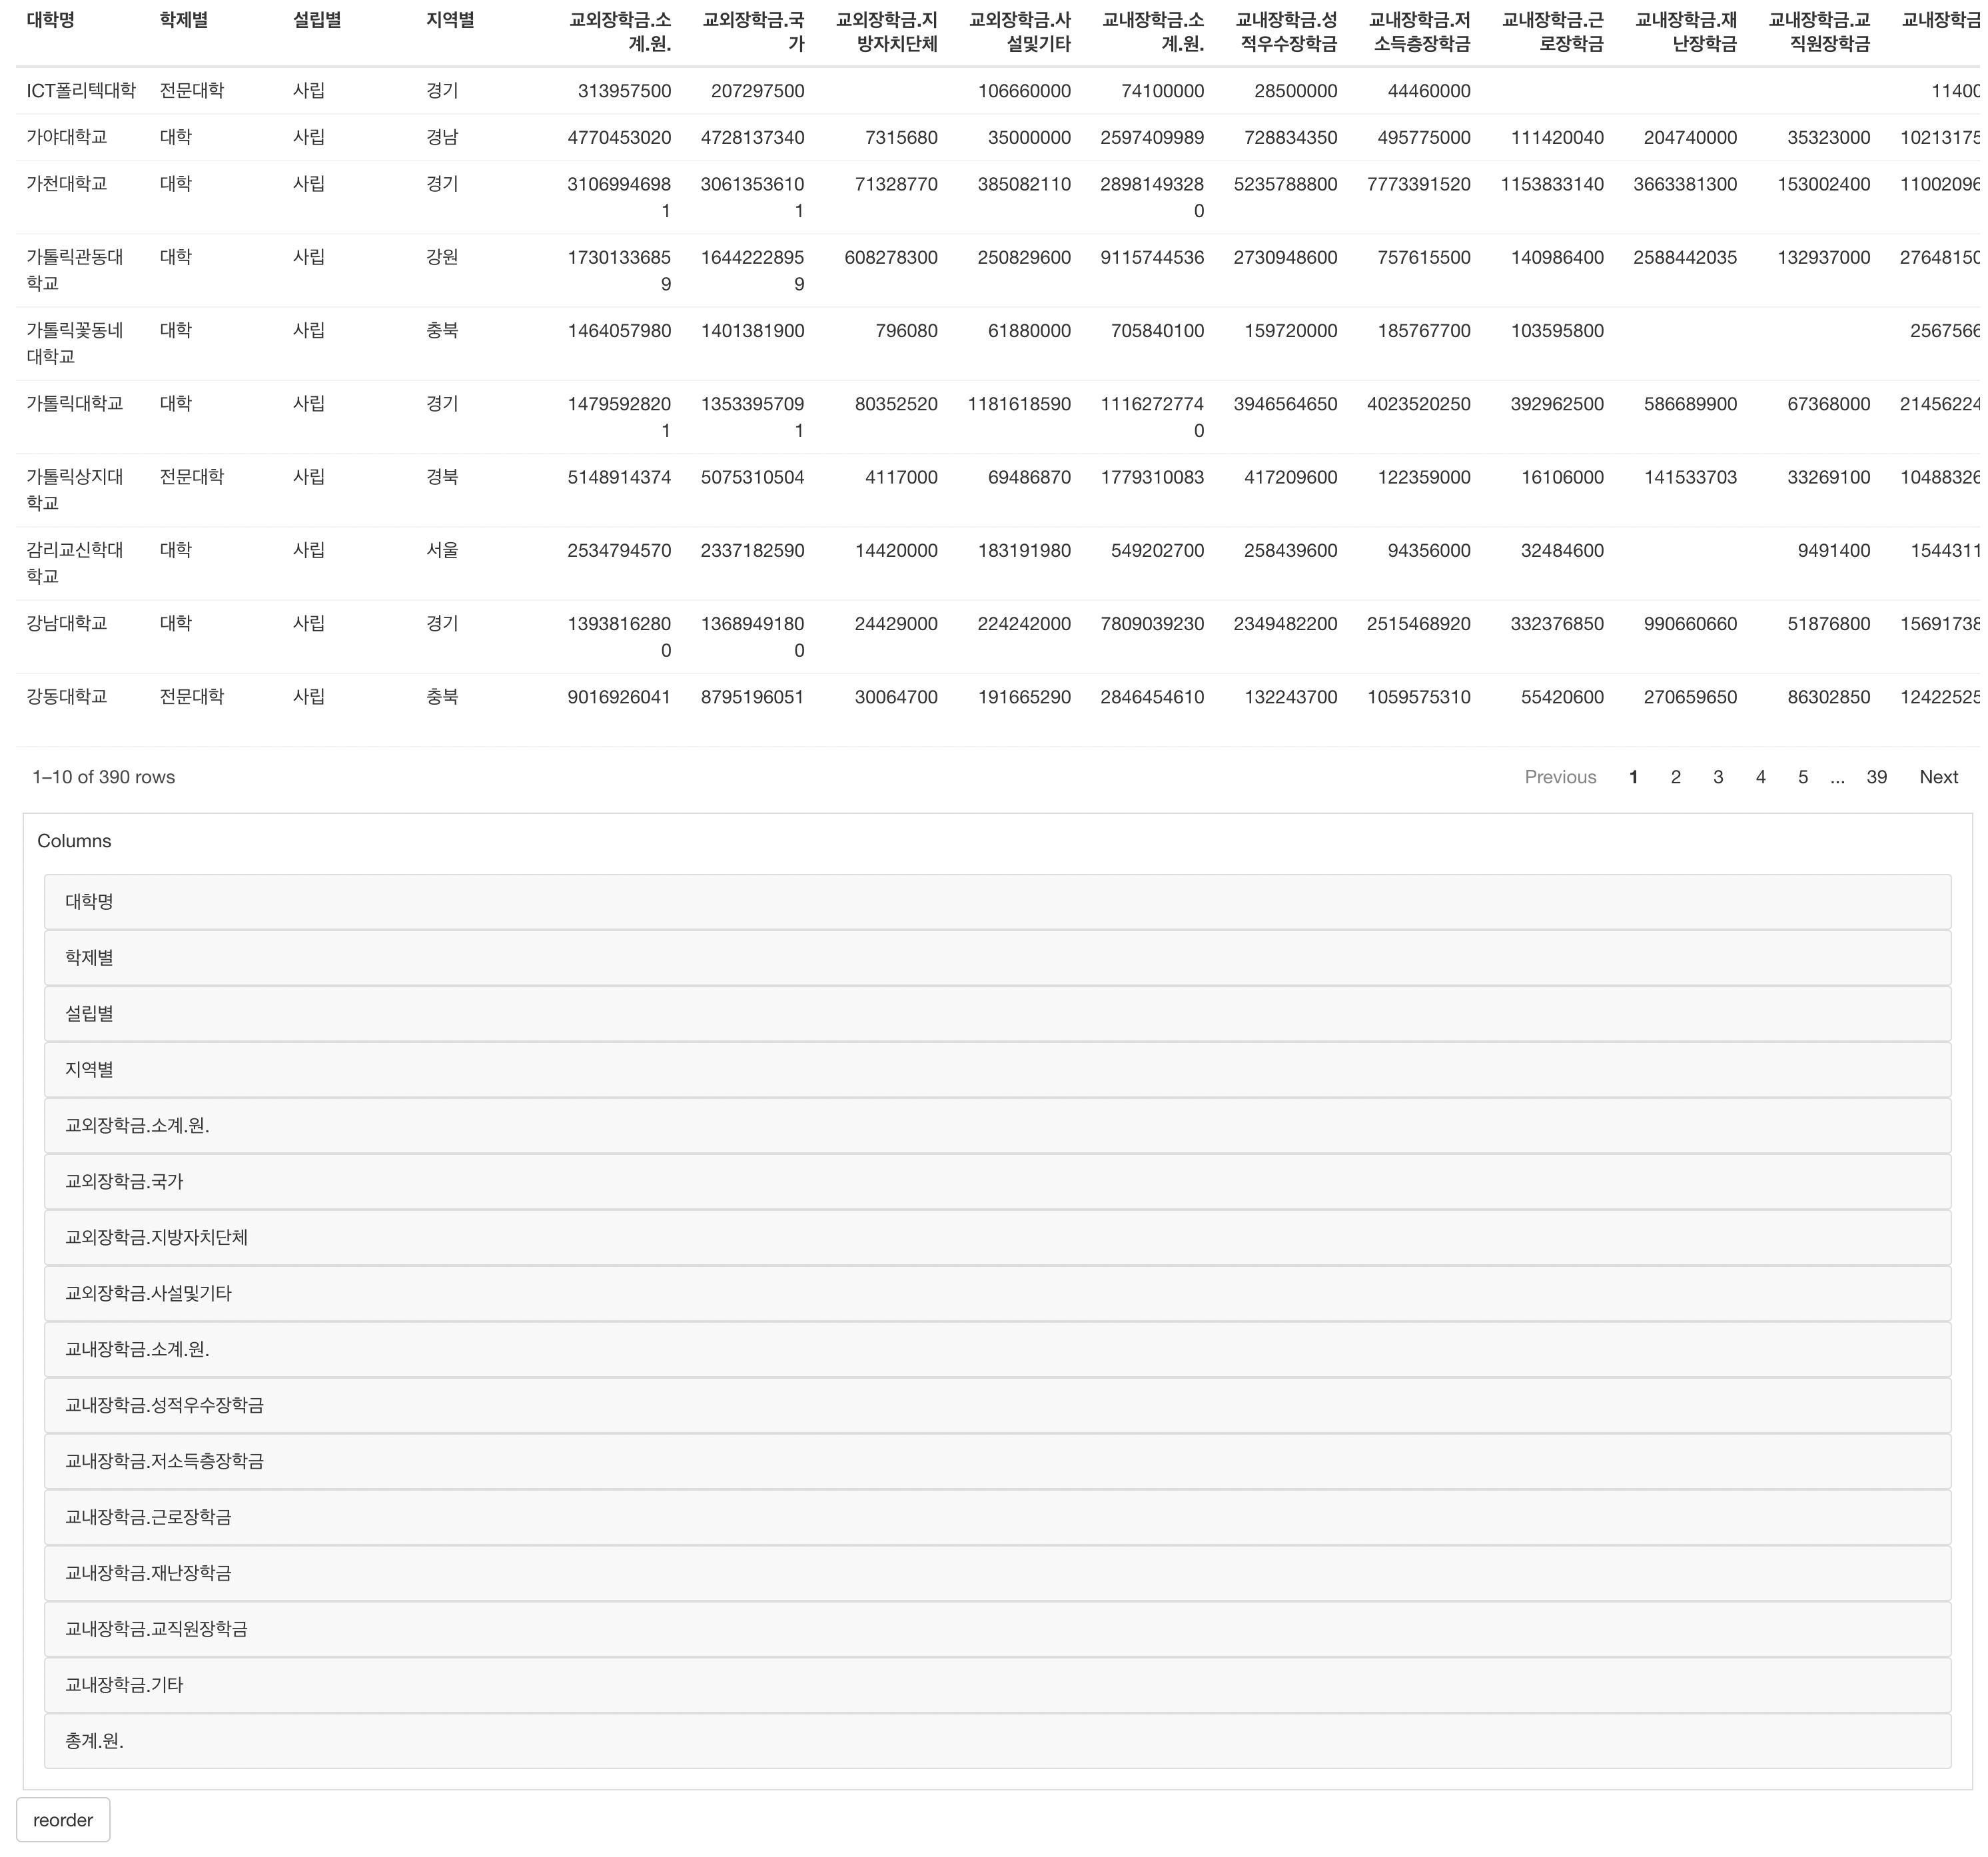 대학명 학제별 설립별 지역별 교외장학금.소 교외장학금.국 교외장학금.지 교외장학금.사 교내장학금.소 교내장학금.성 교내장학금.저 교내장학금.근 교내장학금.재 교내장학금.교 교내장학금
계.원. 가 방자치단체 설및기타 계.원. 적우수장학금 소득층장학금 로장학금 난장학금 직원장학금
ICT폴리텍대학 전문대학 사립 경기 313957500 207297500 106660000 74100000 28500000 44460000 11400
가야대학교 대학 사립 경남 4770453020 4728137340 7315680 35000000 2597409989 728834350 495775000 111420040 204740000 35323000 10213175
가천대학교 대학 사립 경기 3106994698 3061353610 71328770 385082110 2898149328 5235788800 7773391520 1153833140 3663381300 153002400 11002096
1 1 0
가톨릭관동대 대학 사립 강원 1730133685 1644222895 608278300 250829600 9115744536 2730948600 757615500 140986400 2588442035 132937000 27648150
학교 9 9
가톨릭꽃동네 대학 사립 충북 1464057980 1401381900 796080 61880000 705840100 159720000 185767700 103595800 2567566
대학교
가톨릭대학교 대학 사립 경기 1479592820 1353395709 80352520 1181618590 1116272774 3946564650 4023520250 392962500 586689900 67368000 21456224
1 1 0
가톨릭상지대 전문대학 사립 경북 5148914374 5075310504 4117000 69486870 1779310083 417209600 122359000 16106000 141533703 33269100 10488326
학교
감리교신학대 대학 사립 서울 2534794570 2337182590 14420000 183191980 549202700 258439600 94356000 32484600 9491400 1544311
학교
강남대학교 대학 사립 경기 1393816280 1368949180 24429000 224242000 7809039230 2349482200 2515468920 332376850 990660660 51876800 15691738
0 0
강동대학교 전문대학 사립 충북 9016926041 8795196051 30064700 191665290 2846454610 132243700 1059575310 55420600 270659650 86302850 12422525
1–10 of 390 rows Previous 1 2 3 4 5 ... 39 Next
Columns
대학명
학제별
설립별
지역별
교외장학금.소계.원.
교외장학금.국가
교외장학금.지방자치단체
교외장학금.사설및기타
교내장학금.소계.원.
교내장학금.성적우수장학금
교내장학금.저소득층장학금
교내장학금.근로장학금
교내장학금.재난장학금
교내장학금.교직원장학금
교내장학금.기타
총계.원.
reorder